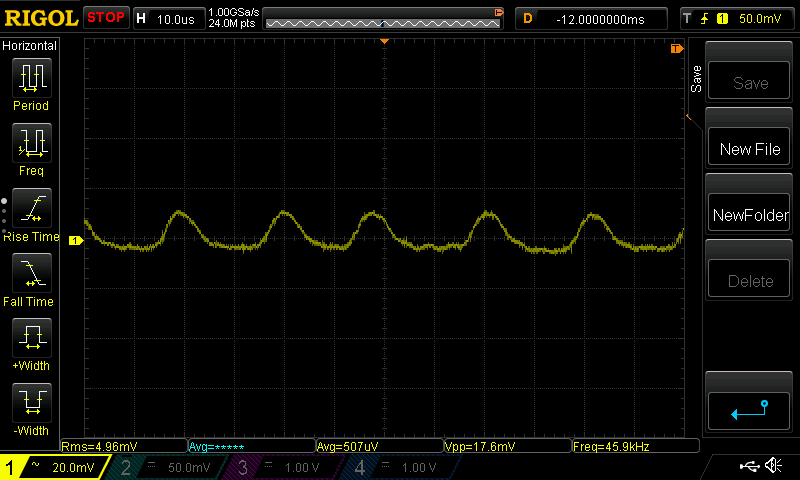 RIGOL STOP H 10.0us 1.00GSa/s D -12.0000000ms T 1 50.0mV
24.0M pts
Horizontal
T
Save
Save
Period
New File
Freq
NewFolder
Rise Time
1
Delete
Fall Time
+Width
-Width
Rms=4.96mV Avg=***** Avg=507uV Vpp=17.6mV Freq=45.9kHz
1 ~ 20.0mV 2 50.0mV 3 1.00 V 4 1.00 V